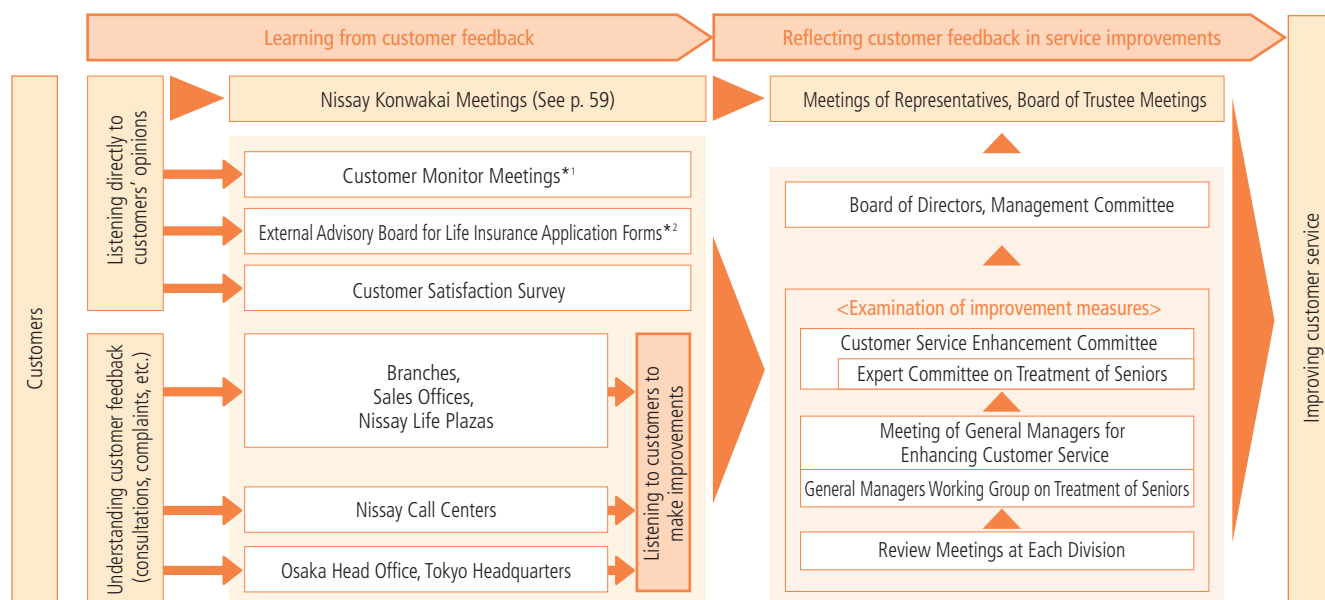 Learning from customer feedback
Reflecting customer feedback in service improvements
Customers
Listening directly to
customers' opinions
Nissay Konwakai Meetings (See p. 59)
Customer Monitor Meetings*1
External Advisory Board for Life Insurance Application Forms*2
Customer Satisfaction Survey
Understanding customer feedback
(consultations, complaints, etc.)
Branches,
Sales Offices,
Nissay Life Plazas
Nissay Call Centers
Osaka Head Office, Tokyo Headquarters
Listening to customers to
make improvements
Meetings of Representatives, Board of Trustee Meetings
Board of Directors, Management Committee
<Examination of improvement measures>
Customer Service Enhancement Committee
Expert Committee on Treatment of Seniors
Meeting of General Managers for
Enhancing Customer Service
General Managers Working Group on Treatment of Seniors
Review Meetings at Each Division
Improving customer service